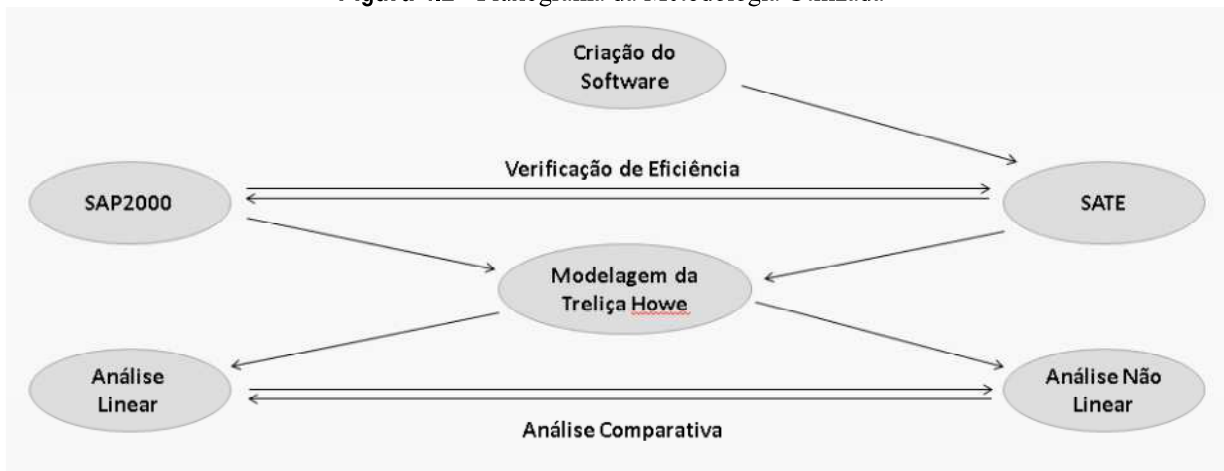 Criação do
Software
Verificação de Eficiência
SAP2000
SATE
Modelagem da
Treliça Howe
Análise
Linear
Análise Não
Linear
Análise Comparativa